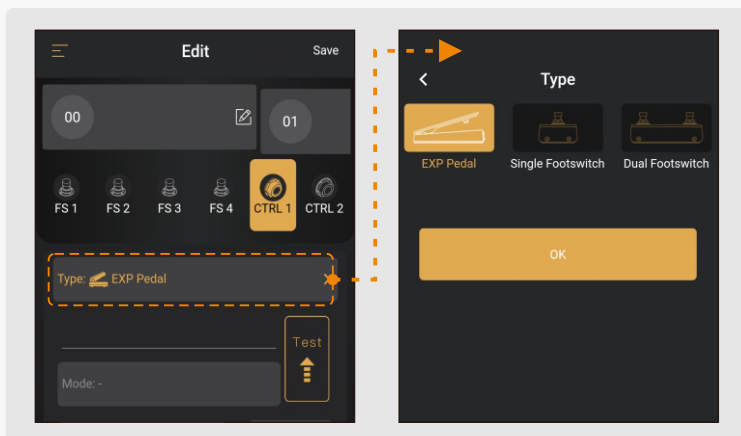 Edit
Save
00
01
FS 1
FS 2
FS 3
FS 4
CTRL 1
CTRL 2
Type: EXP Pedal
Test
Mode: -
Type
EXP Pedal
Single Footswitch
Dual Footswitch
OK